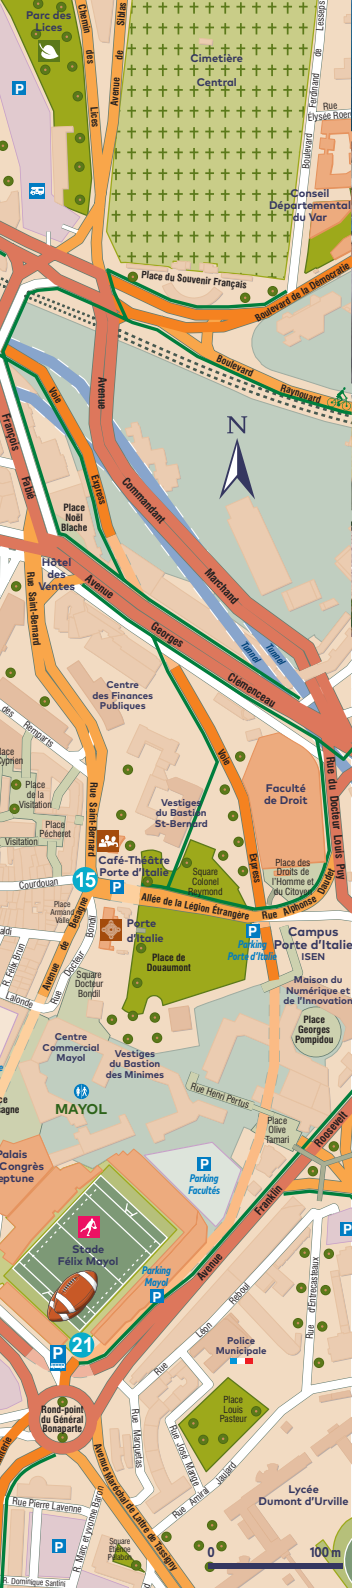 Parc des
Lices
Chemin des Lices
Avenue de Siblas
Cimetière
Central
Boulevard Ferdinand de Lesseps
Rue
P
Conseil
Départemental
du Var
Place du Souvenir Français
Boulevard de la Démocratie
Boulevard Raynouard
N
Avenue Commandant Marchand
Voie Express
François Fabié
Place
Noël
Blache
Hôtel
des
Ventes
Avenue Georges Clémenceau
Tunnel
Tunnel
Rue Saint-Bernard
Centre
des Finances
Publiques
des Remparts
Place
de la
Visitation
Place
Pécheret
Visitation
Rue Saint-Bernard
Vestiges
du Bastion
St-Bernard
Voie Express
Faculté
de Droit
Rue du Docteur Louis Puy
Café-Théâtre
Porte d'Italie
Square
Colonel
Reymond
Place des
Droits de
l'Homme et
du Citoyen
Courdouan
15
P
Allée de la Légion Étrangère
Rue Alphonse Daudet
Place
Armand
Vallé
Avenue de Besagne
Porte
d'Italie
P
Parking
Porte d'Italie
Campus
Porte d'Italie
ISEN
R. Félix Brun
Rue Docteur Bondil
Place de
Douaumont
Lalonde
Square
Docteur
Bondil
Maison du
Numérique et
de l'Innovation
Place
Georges
Pompidou
Centre
Commercial
Mayol
Vestiges
du Bastion
des Minimes
MAYOL
Rue Henri Pertus
Place
Olive
Tamari
Palais
Congrès
eptune
P
Parking
Facultés
Avenue Franklin Roosevelt
Stade
Félix Mayol
Parking
Mayol
P
P
Rue d'Entrecasteaux
21
P
Rue Léon Reboul
Police
Municipale
Rond-point
du Général
Bonaparte
Rue Marquetas
Place
Louis
Pasteur
Rue José Mange
Avenue Maréchal de Lattre de Tassigny
Rue Amiral Jaujard
Lycée
Dumont d'Urville
Rue Pierre Lavenne
R. Marc et yvonne Baron
P
Square
Étienne
Pelabon
R. Dominique Santini
0 100 m